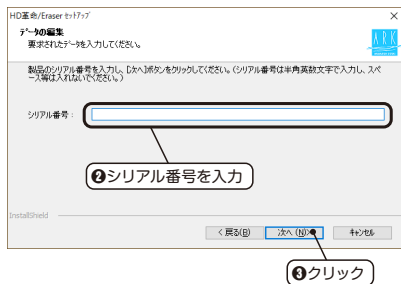 HD革命/Eraser セットアップ
データの編集
要求されたデータを入力してください。
ARK
製品のシリアル番号を入力し、[次へ]ボタンをクリックしてください。(シリアル番号は半角英数文字で入力し、スペ
ース等は入れないでください。)
シリアル番号：
❷シリアル番号を入力
InstallShield
< 戻る(B)
次へ (N)>
キャンセル
❸クリック